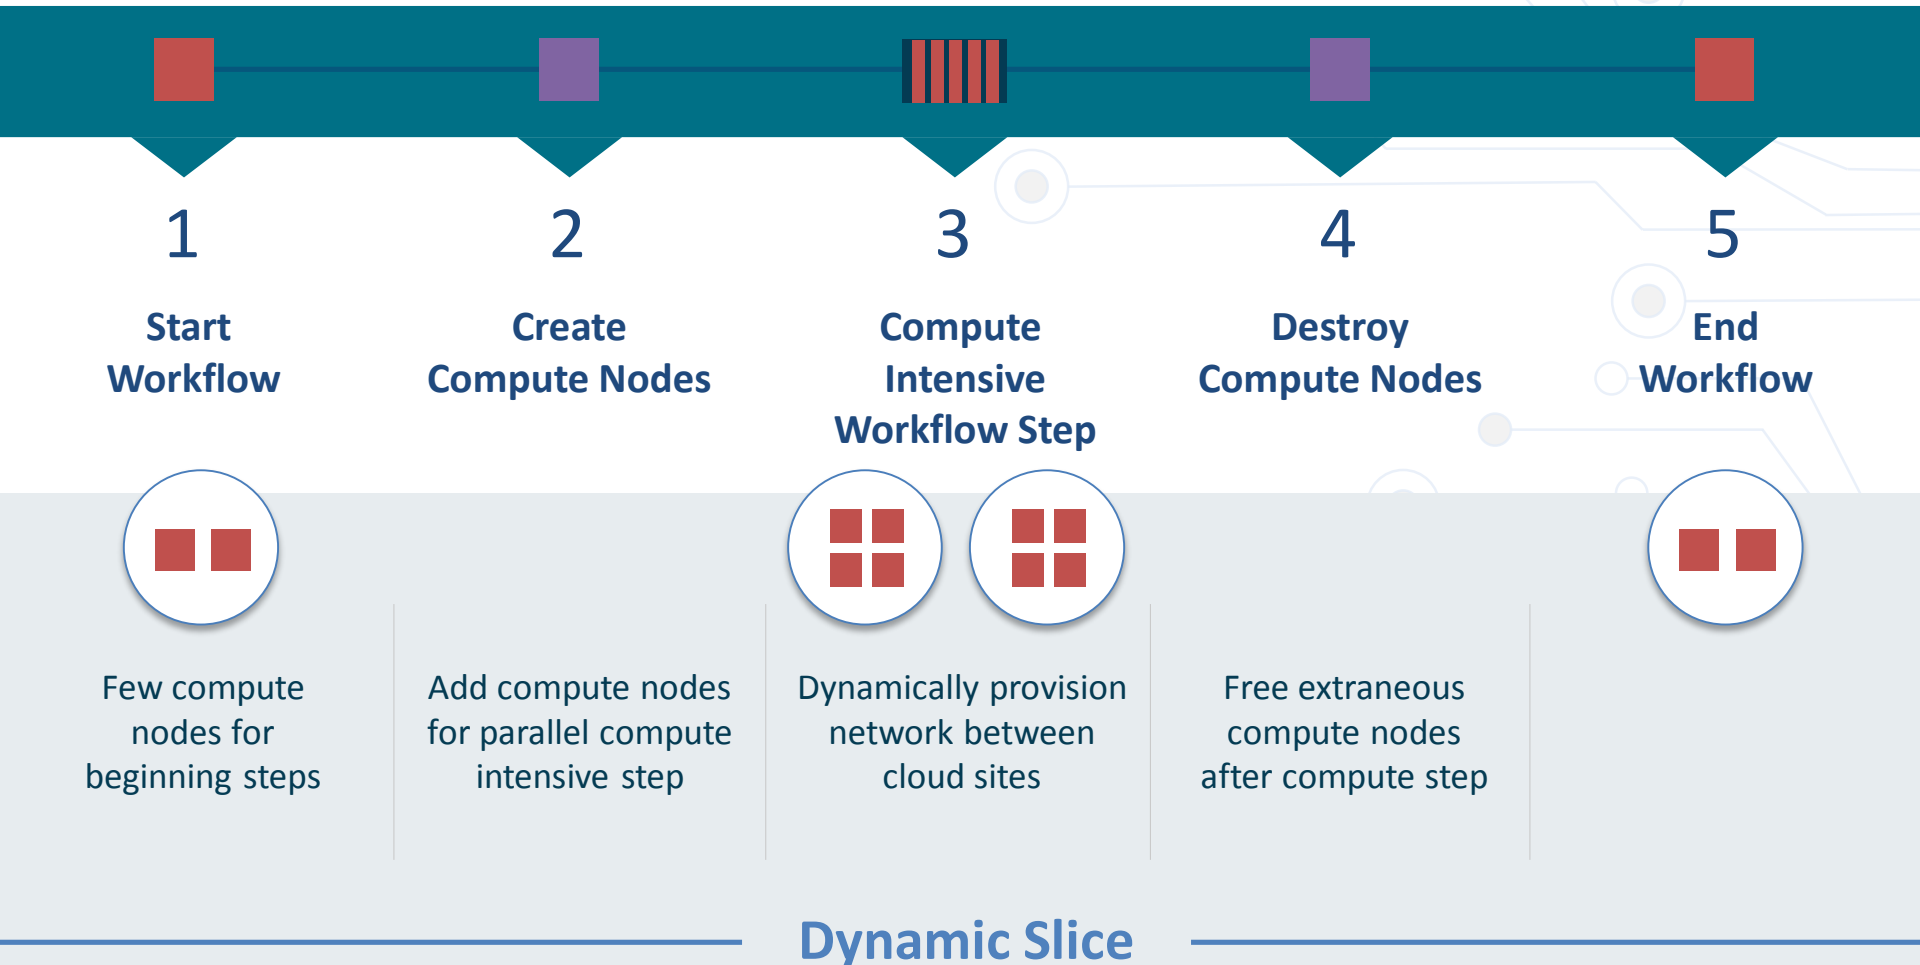 1
2
3
4
5
Start
Workflow
Create
Compute Nodes
Compute
Intensive
Workflow Step
Destroy
Compute Nodes
End
Workflow
Few compute
nodes for
beginning steps
Add compute nodes
for parallel compute
intensive step
Dynamically provision
network between
cloud sites
Free extraneous
compute nodes
after compute step
Dynamic Slice